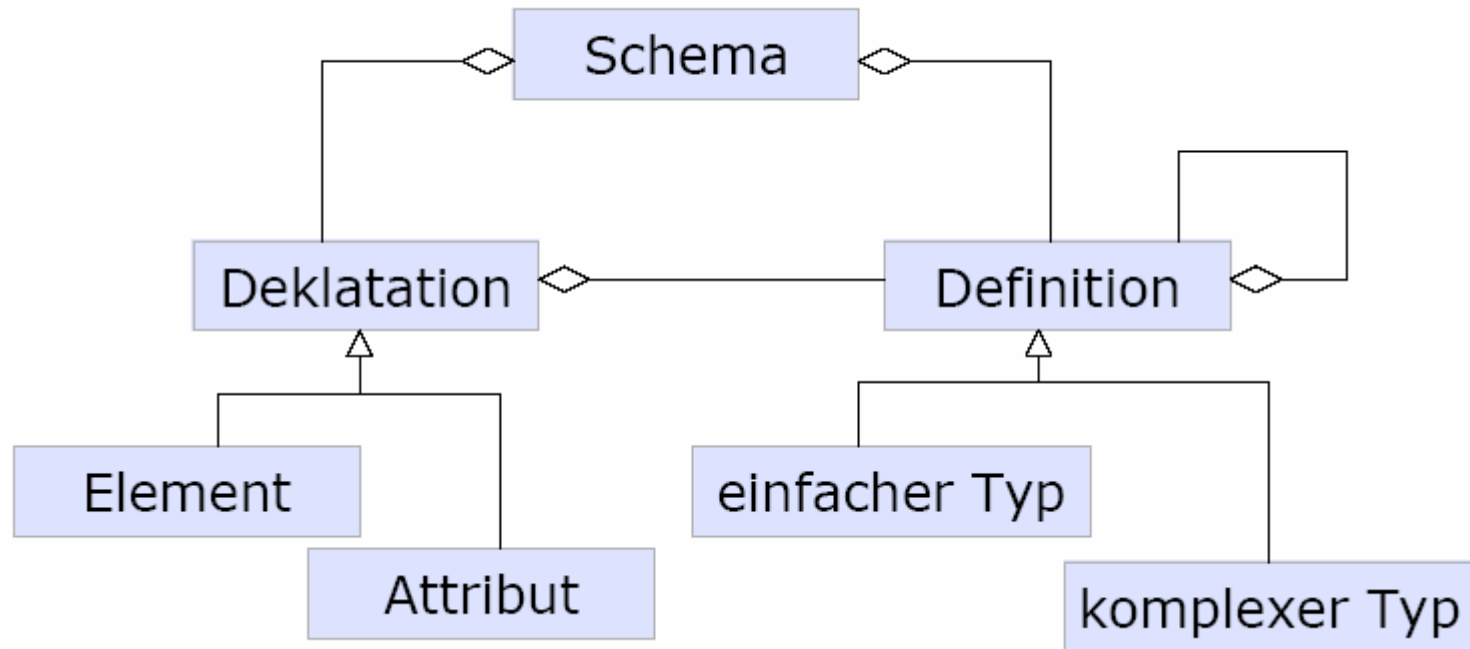 Schema
Deklatation
Definition
Element
einfacher Typ
Attribut
komplexer Typ